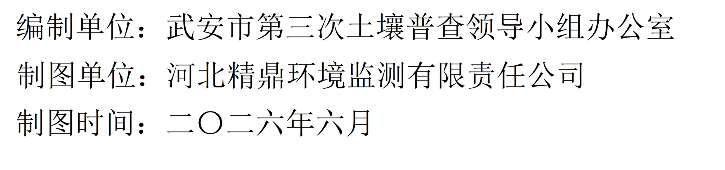 编制单位：武安市第三次土壤普查领导小组办公室
制图单位：河北精鼎环境监测有限责任公司
制图时间：二〇二六年六月